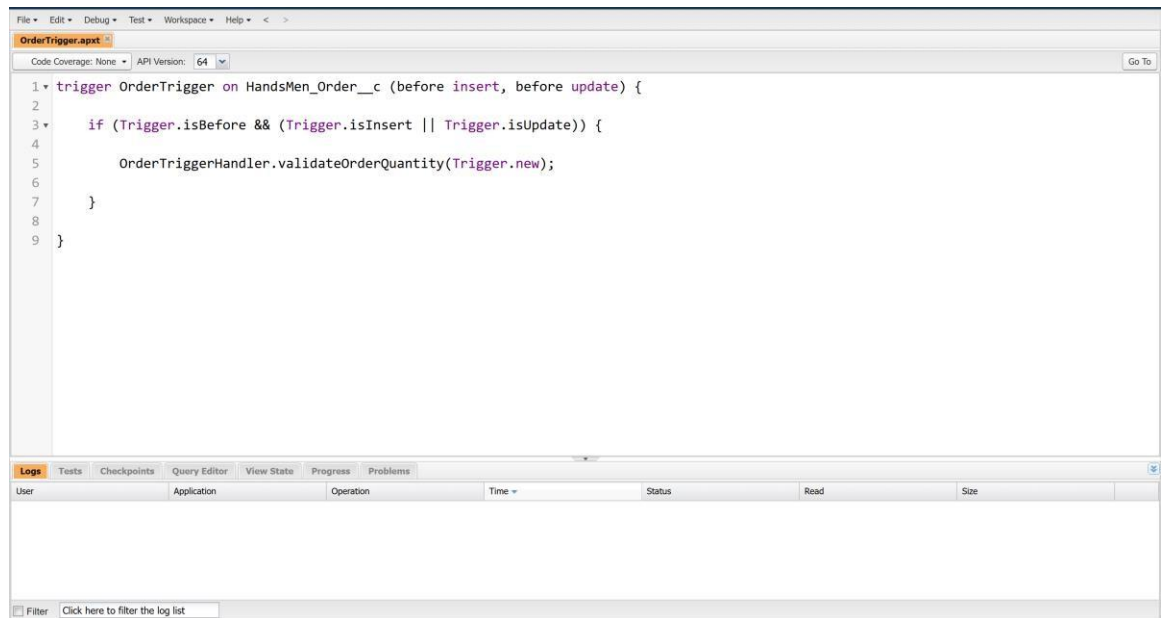 File Edit Debug Test Workspace Help < >
OrderTrigger.apxt
Code Coverage: None API Version: 64 Go To
1 trigger OrderTrigger on HandsMen_Order__c (before insert, before update) {
2
3 if (Trigger.isBefore && (Trigger.isInsert || Trigger.isUpdate)) {
4
5 OrderTriggerHandler.validateOrderQuantity(Trigger.new);
6
7 }
8
9 }
Logs Tests Checkpoints Query Editor View State Progress Problems
User Application Operation Time Status Read Size
Filter Click here to filter the log list